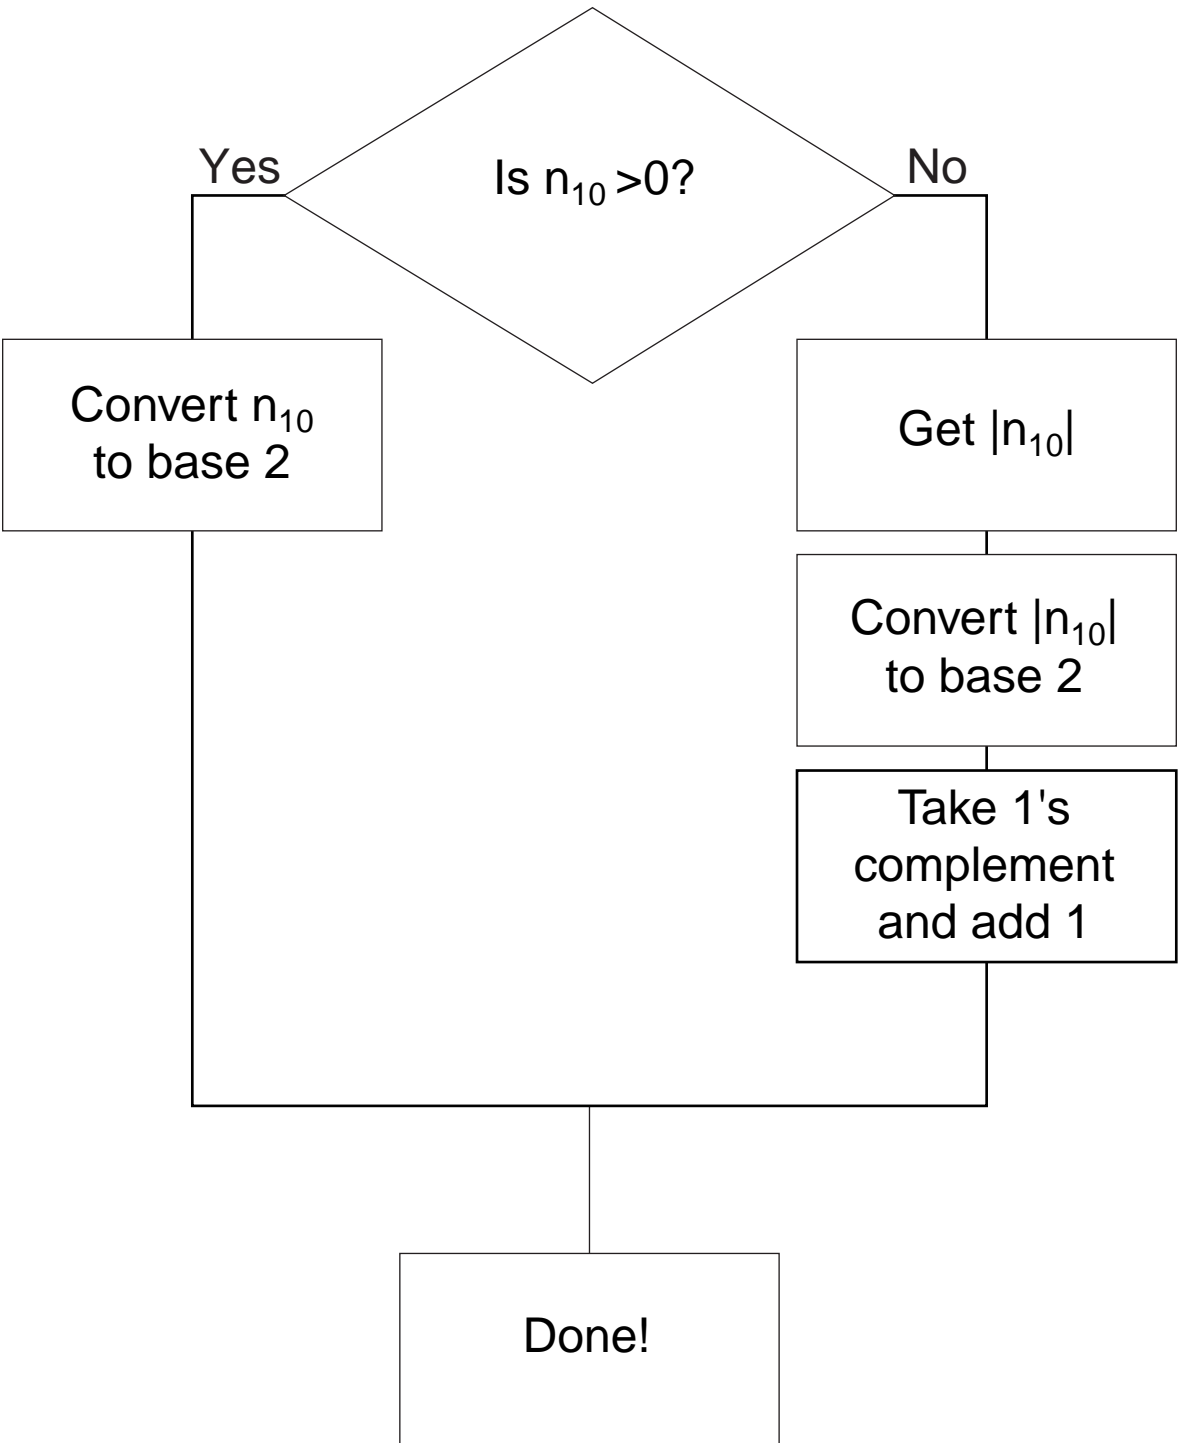 Is n₁₀ >0?
Yes
No
Convert n₁₀
to base 2
Get |n₁₀|
Convert |n₁₀|
to base 2
Take 1's
complement
and add 1
Done!